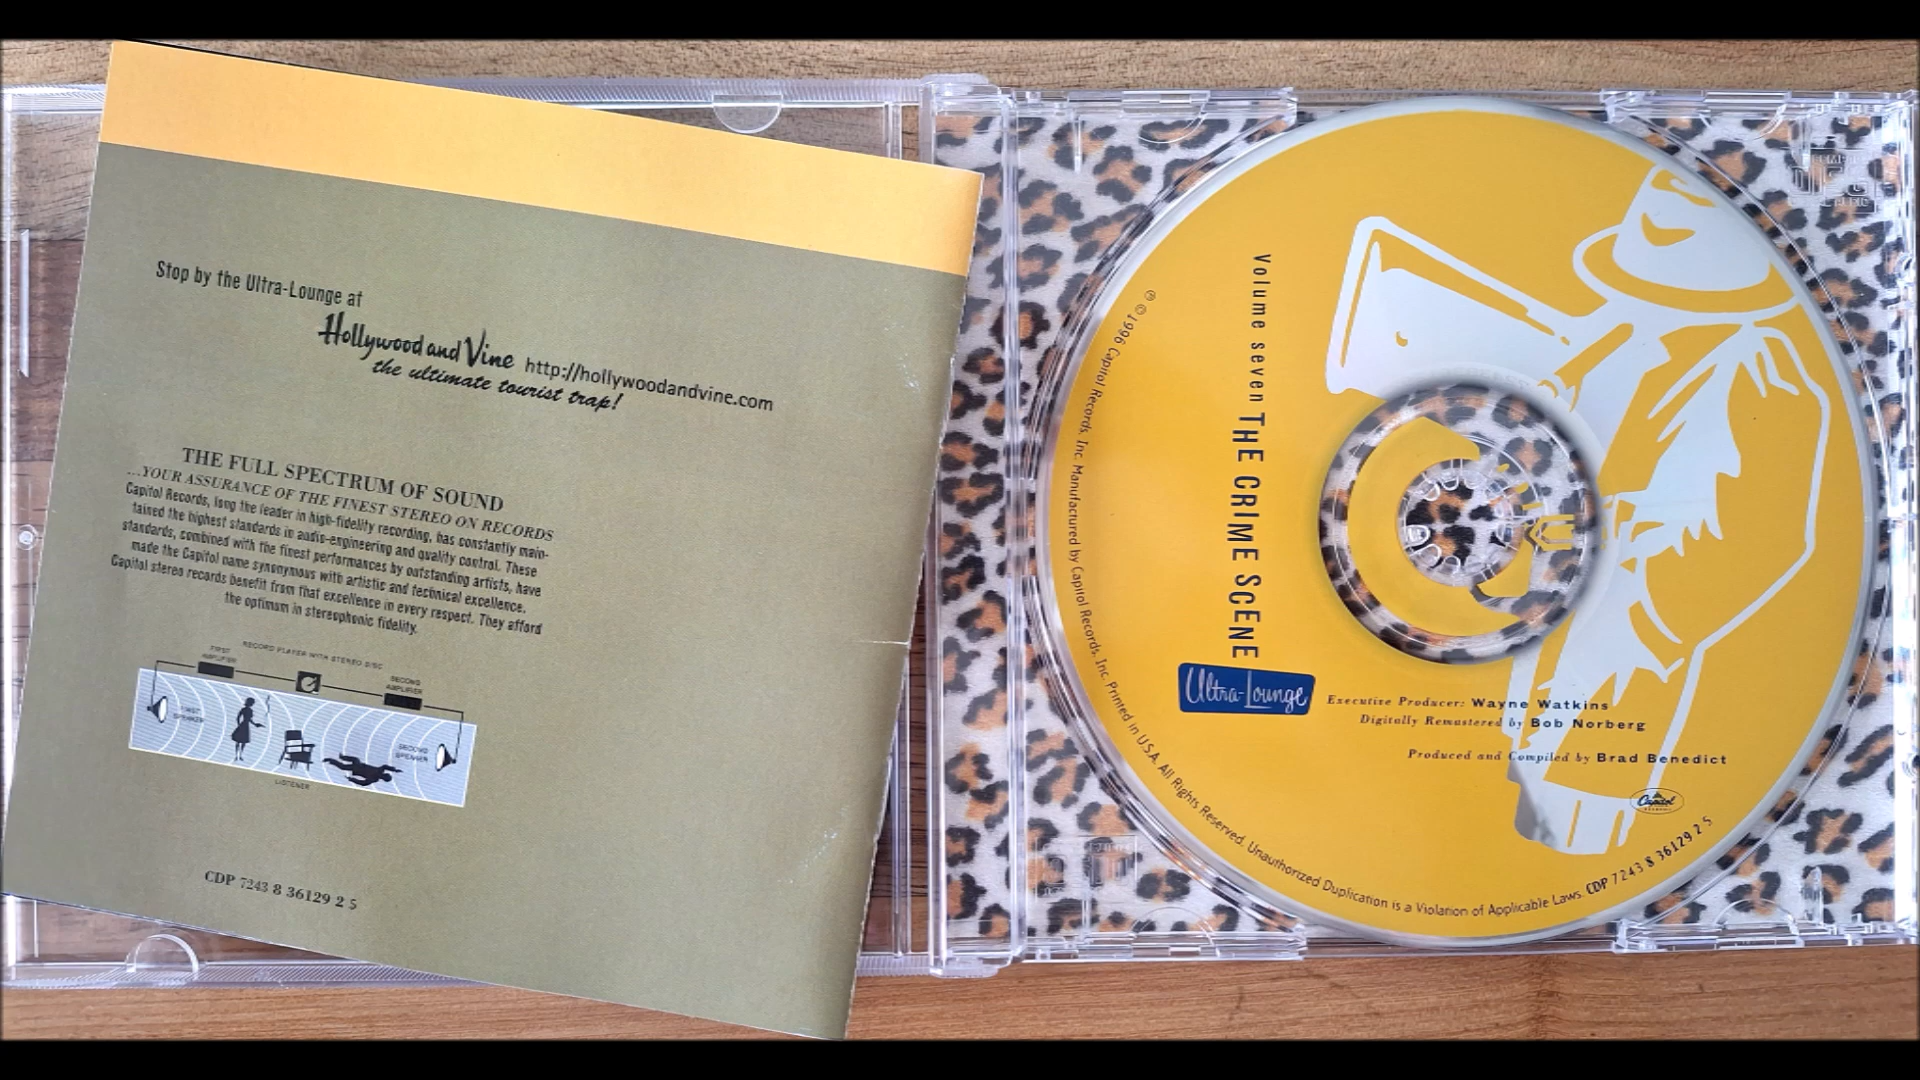 Stop by the Ultra-Lounge at
Hollywood and Vine http://hollywoodandvine.com
the ultimate tourist trap!
THE FULL SPECTRUM OF SOUND
...YOUR ASSURANCE OF THE FINEST STEREO ON RECORDS
Capitol Records, long the leader in high-fidelity recording, has constantly main-
tained the highest standards in audio-engineering and quality control. These
standards, combined with the finest performances by outstanding artists, have
made the Capitol name synonymous with artistic and technical excellence.
Capitol stereo records benefit from that excellence in every respect. They afford
the optimum in stereophonic fidelity.
RECORD PLAYER WITH STEREO DISC
FIRST
AMPLIFIER
SECOND
AMPLIFIER
FIRST
SPEAKER
SECOND
SPEAKER
LISTENER
CDP 7243 8 36129 2 5
Volume seven THE CRIME SCENE
Ultra-Lounge
Executive Producer: Wayne Watkins
Digitally Remastered by Bob Norberg
Produced and Compiled by Brad Benedict
Capitol
℗ © 1996 Capitol Records, Inc. Manufactured by Capitol Records, Inc. Printed in U.S.A. All Rights Reserved. Unauthorized Duplication is a Violation of Applicable Laws. CDP 7243 8 36129 2 5